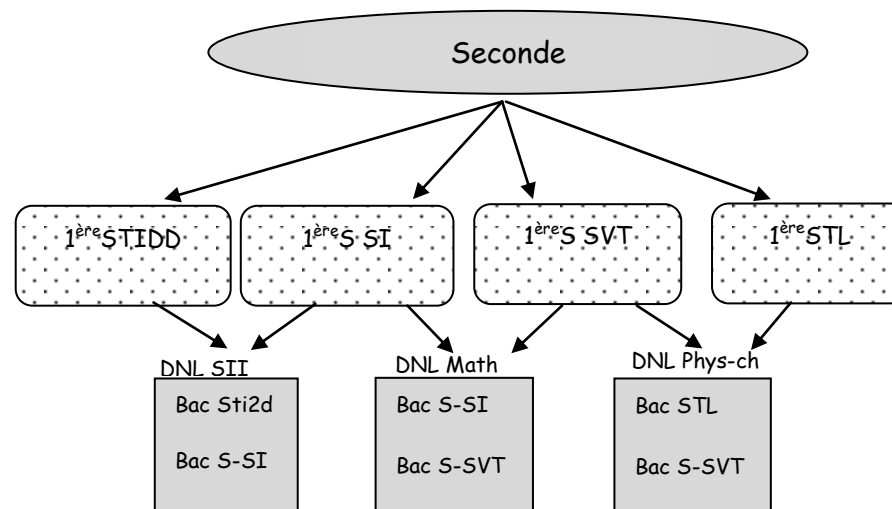 Seconde
1ère STIDD
1ère S SI
1ère S SVT
1ère STL
DNL SII
DNL Math
DNL Phys-ch
Bac Sti2d
Bac S-SI
Bac S-SI
Bac S-SVT
Bac STL
Bac S-SVT